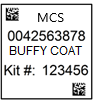 MCS
0042563878
BUFFY COAT
Kit #: 123456